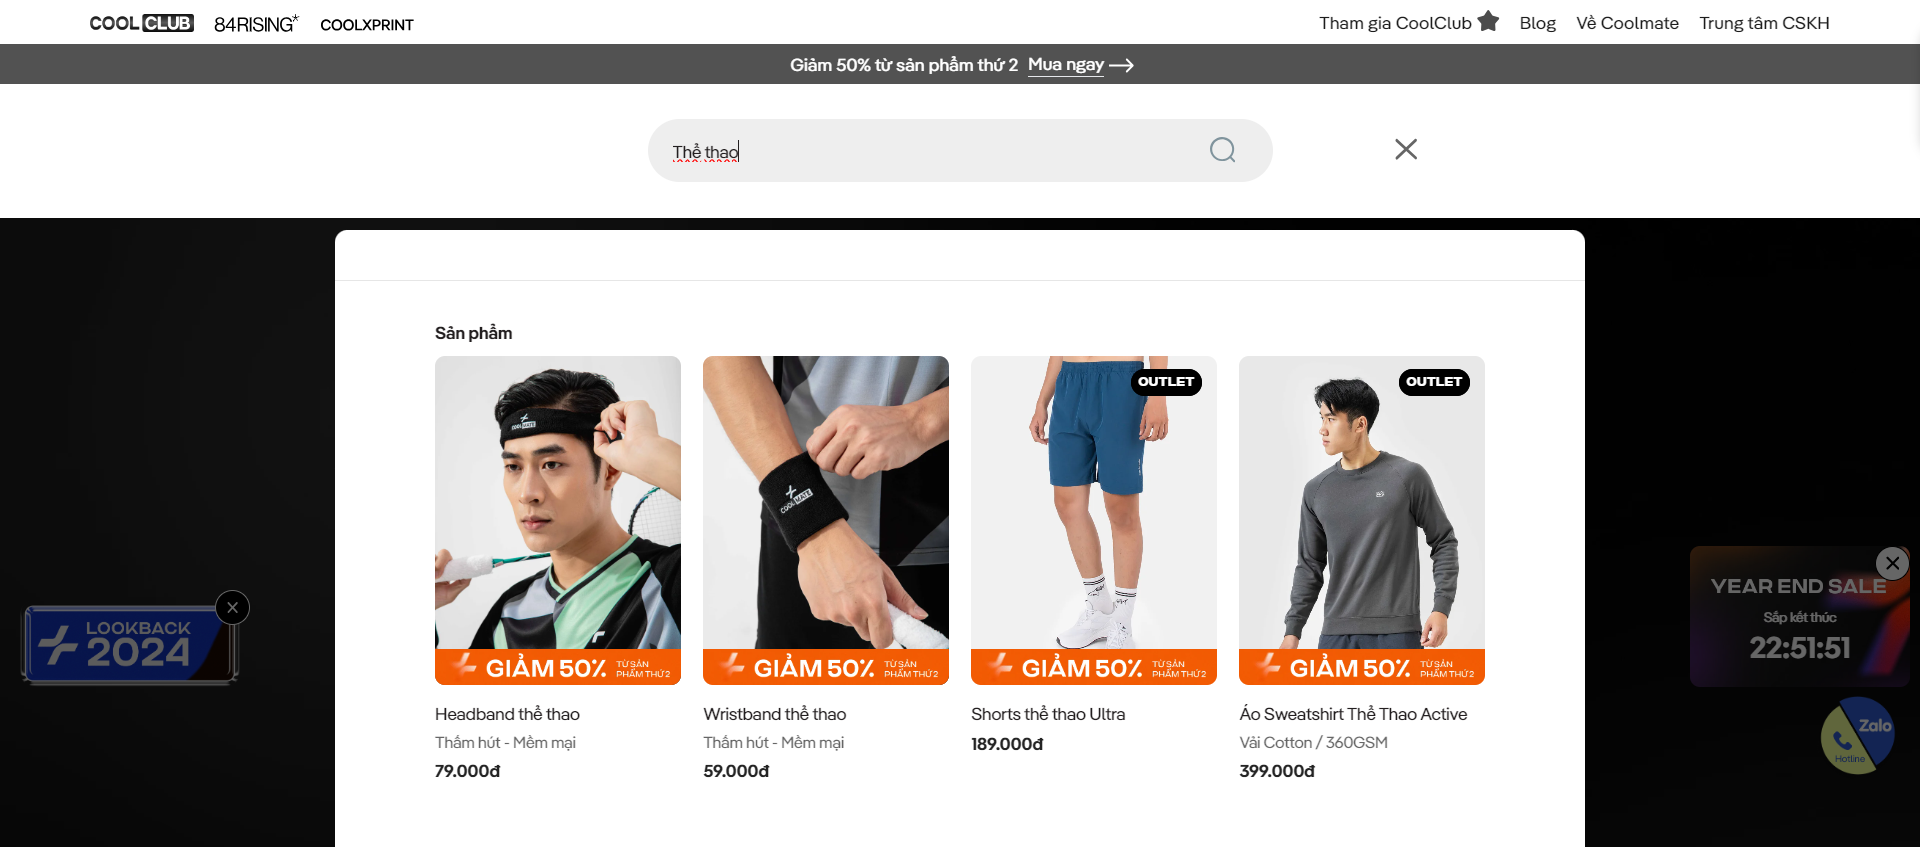 COOL CLUB 84RISING* COOLXPRINT Tham gia CoolClub Blog Về Coolmate Trung tâm CSKH
Giảm 50% từ sản phẩm thứ 2 Mua ngay
Thể thao
Sản phẩm
COOLMATE
COOLMATE
OUTLET
OUTLET
GIẢM 50% TỪ SẢN PHẨM THỨ 2
GIẢM 50% TỪ SẢN PHẨM THỨ 2
GIẢM 50% TỪ SẢN PHẨM THỨ 2
GIẢM 50% TỪ SẢN PHẨM THỨ 2
Headband thể thao
Thấm hút - Mềm mại
79.000đ
Wristband thể thao
Thấm hút - Mềm mại
59.000đ
Shorts thể thao Ultra
189.000đ
Áo Sweatshirt Thể Thao Active
Vải Cotton / 360GSM
399.000đ
LOOKBACK
2024
YEAR END SALE
Sắp kết thúc
22:51:51
Zalo
Hotline